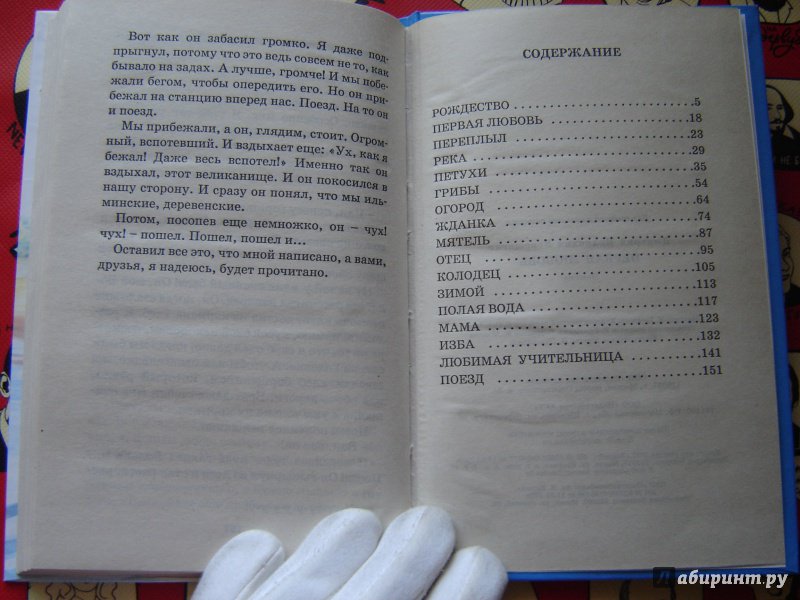 Вот как он забасил громко. Я даже под-
прыгнул, потому что это ведь совсем не то, как
бывало на задах. А лучше, громче! И мы побе-
жали бегом, чтобы опередить его. Но он при-
бежал на станцию вперед нас. Поезд. На то он
и поезд.
Мы прибежали, а он, глядим, стоит. Огром-
ный, вспотевший. И вздыхает еще: «Ух, как я
бежал! Даже весь вспотел!» Именно так он
вздыхал, этот великанище. И он покосился в
нашу сторону. И сразу он понял, что мы иль-
минские, деревенские.
Потом, посопев еще немножко, он – чух!
чух! – пошел. Пошел, пошел и...
Оставил все это, что мной написано, а вами,
друзья, я надеюсь, будет прочитано.
СОДЕРЖАНИЕ
РОЖДЕСТВО 5
ПЕРВАЯ ЛЮБОВЬ 18
ПЕРЕПЛЫЛ 23
РЕКА 29
ПЕТУХИ 35
ГРИБЫ 54
ОГОРОД 64
ЖДАНКА 74
МЯТЕЛЬ 87
ОТЕЦ 95
КОЛОДЕЦ 105
ЗИМОЙ 113
ПОЛАЯ ВОДА 117
МАМА 123
ИЗБА 132
ЛЮБИМАЯ УЧИТЕЛЬНИЦА 141
ПОЕЗД 151
Лабиринт.ру